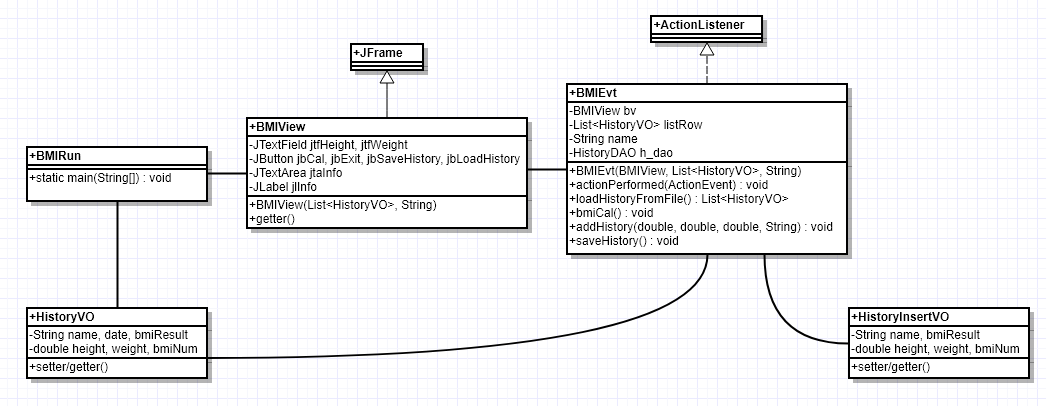 +ActionListener
+JFrame
+BMIEvt
-BMIView bv
-List<HistoryVO> listRow
-String name
-HistoryDAO h_dao
+BMIEvt(BMIView, List<HistoryVO>, String)
+actionPerformed(ActionEvent) : void
+loadHistoryFromFile() : List<HistoryVO>
+bmiCal() : void
+addHistory(double, double, double, String) : void
+saveHistory() : void
+BMIView
-JTextField jtfHeight, jtfWeight
-JButton jbCal, jbExit, jbSaveHistory, jbLoadHistory
-JTextArea jtaInfo
-JLabel jlInfo
+BMIView(List<HistoryVO>, String)
+getter()
+BMIRun
+static main(String[]) : void
+HistoryVO
-String name, date, bmiResult
-double height, weight, bmiNum
+setter/getter()
+HistoryInsertVO
-String name, bmiResult
-double height, weight, bmiNum
+setter/getter()